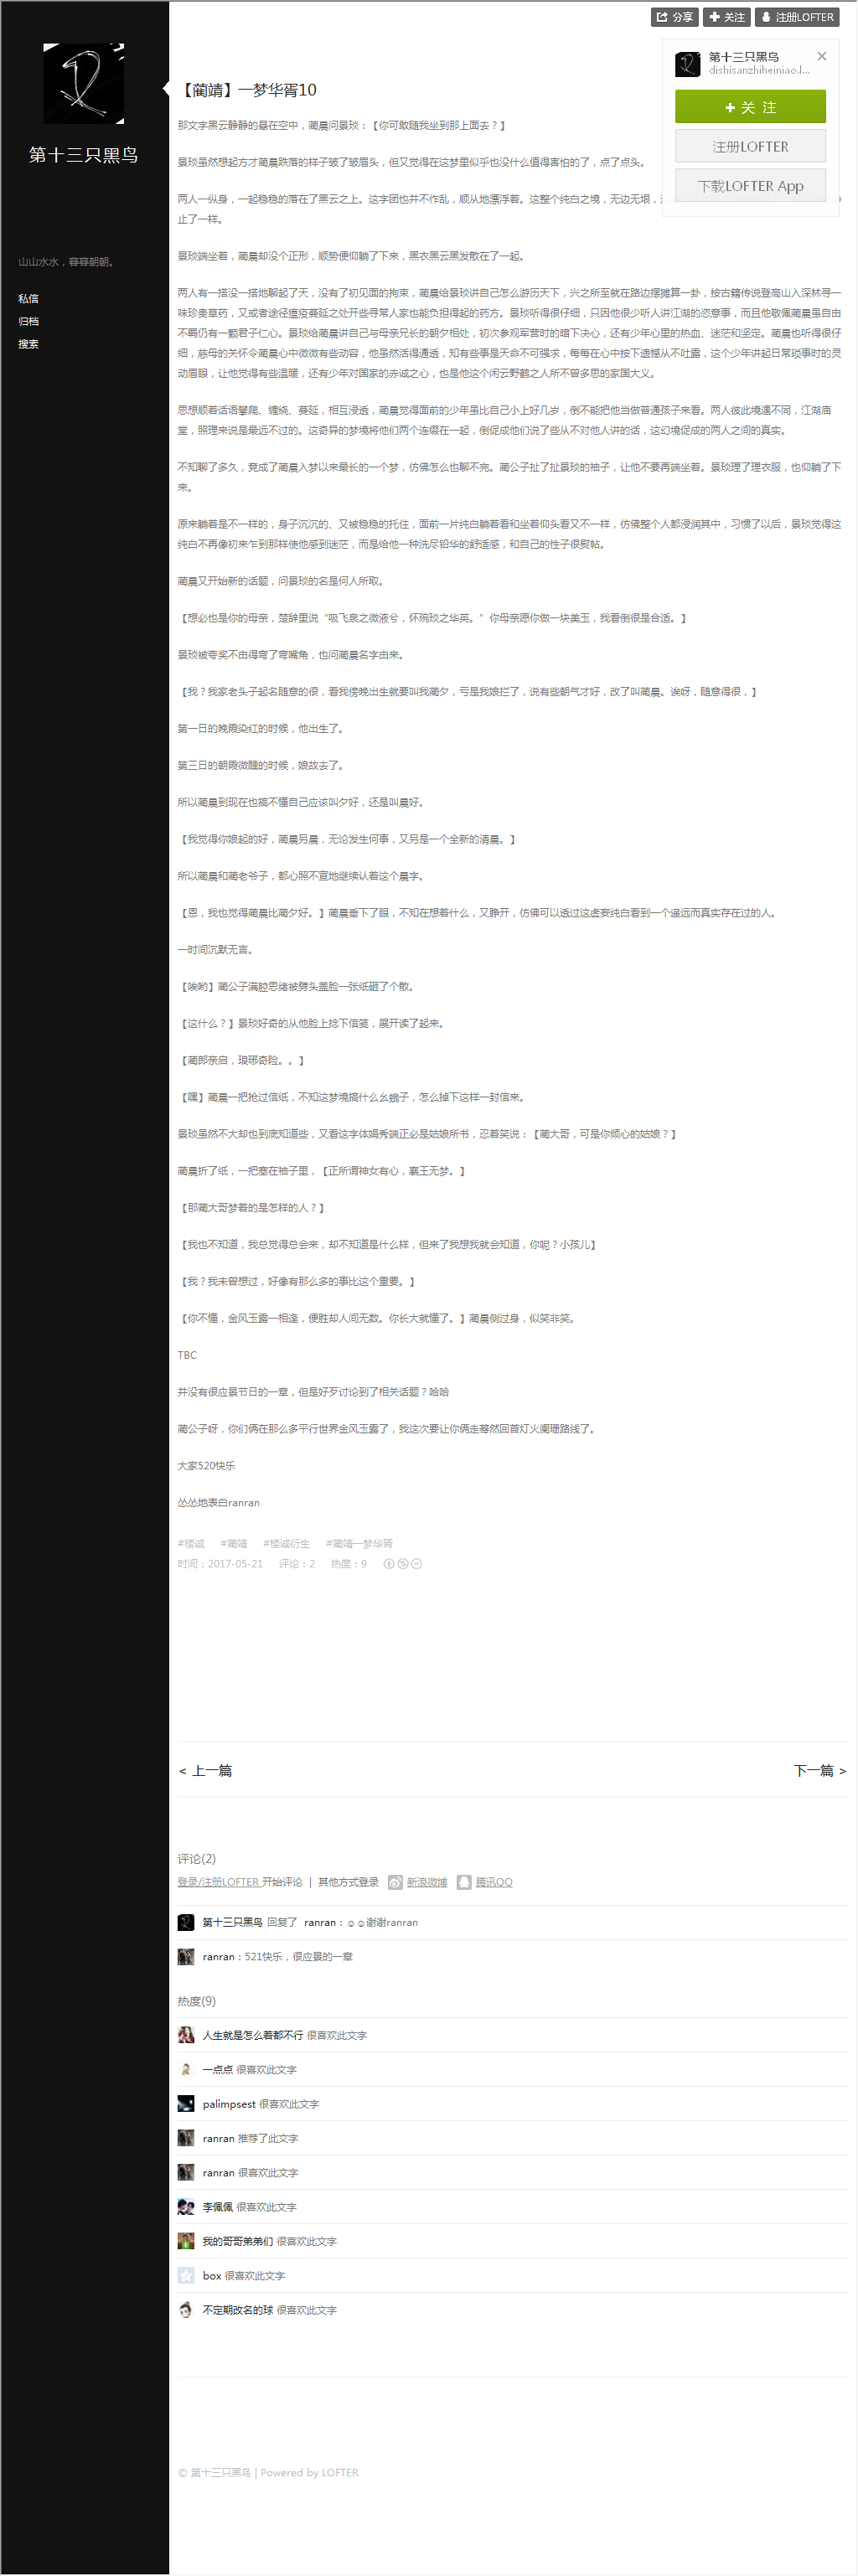 分享 关注 注册LOFTER
第十三只黑鸟
dishisanzhiheiniao.l...
关 注
注册LOFTER
下载LOFTER App
第十三只黑鸟
山山水水，暮暮朝朝。
私信
归档
搜索
【蔺靖】一梦华胥10
那文字黑云静静的悬在空中，蔺晨问景琰：【你可敢随我坐到那上面去？】
景琰虽然想起方才蔺晨跌落的样子皱了皱眉头，但又觉得在这梦里似乎也没什么值得害怕的了，点了点头。
两人一纵身，一起稳稳的落在了黑云之上。这字团也并不作乱，顺从地漂浮着。这整个纯白之境，无边无垠，
止了一样。
景琰端坐着，蔺晨却没个正形，顺势便仰躺了下来，黑衣黑云黑发散在了一起。
两人有一搭没一搭地聊起了天，没有了初见面的拘束，蔺晨给景琰讲自己怎么游历天下，兴之所至就在路边摆摊算一卦，按古籍传说登高山入深林寻一
味珍贵草药，又或者途径瘟疫蔓延之处开些寻常人家也能负担得起的药方。景琰听得很仔细，只因他很少听人讲江湖的恣意事，而且他敬佩蔺晨虽自由
不羁仍有一颗君子仁心。景琰给蔺晨讲自己与母亲兄长的朝夕相处，初次参观军营时的暗下决心，还有少年心里的热血、迷茫和坚定。蔺晨也听得很仔
细，慈母的关怀令蔺晨心中微微有些动容，他虽然活得通透，知有些事是天命不可强求，每每在心中按下遗憾从不吐露，这个少年讲起日常琐事时的灵
动眉眼，让他觉得有些温暖，还有少年对国家的赤诚之心，也是他这个闲云野鹤之人所不曾多思的家国大义。
思想顺着话语攀爬、缠绕、蔓延，相互浸透，蔺晨觉得面前的少年虽比自己小上好几岁，倒不能把他当做普通孩子来看。两人彼此境遇不同，江湖庙
堂，照理来说是最远不过的。这奇异的梦境将他们两个连缀在一起，倒促成他们说了些从不对他人讲的话，这幻境促成的两人之间的真实。
不知聊了多久，竟成了蔺晨入梦以来最长的一个梦，仿佛怎么也聊不完。蔺公子扯了扯景琰的袖子，让他不要再端坐着。景琰理了理衣服，也仰躺了下
来。
原来躺着是不一样的，身子沉沉的、又被稳稳的托住，面前一片纯白躺着看和坐着仰头看又不一样，仿佛整个人都浸润其中，习惯了以后，景琰觉得这
纯白不再像初来乍到那样使他感到迷茫，而是给他一种洗尽铅华的舒适感，和自己的性子很熨帖。
蔺晨又开始新的话题，问景琰的名是何人所取。
【想必也是你的母亲，楚辞里说“吸飞泉之微液兮，怀琬琰之华英。”你母亲愿你做一块美玉，我看倒很是合适。】
景琰被夸奖不由得弯了弯嘴角，也问蔺晨名字由来。
【我？我家老头子起名随意的很，看我傍晚出生就要叫我蔺夕，亏是我娘拦了，说有些朝气才好，改了叫蔺晨。诶呀，随意得很，】
第一日的晚霞染红的时候，他出生了。
第三日的朝霞微醺的时候，娘故去了。
所以蔺晨到现在也搞不懂自己应该叫夕好，还是叫晨好。
【我觉得你娘起的好，蔺晨另晨，无论发生何事，又另是一个全新的清晨。】
所以蔺晨和蔺老爷子，都心照不宣地继续认着这个晨字。
【恩，我也觉得蔺晨比蔺夕好。】蔺晨垂下了眼，不知在想着什么，又睁开，仿佛可以透过这虚妄纯白看到一个遥远而真实存在过的人。
一时间沉默无言。
【唉哟】蔺公子满腔思绪被劈头盖脸一张纸砸了个散。
【这什么？】景琰好奇的从他脸上捻下信笺，展开读了起来。
【蔺郎亲启，琅琊奇险。。】
【嘿】蔺晨一把抢过信纸，不知这梦境搞什么幺蛾子，怎么掉下这样一封信来。
景琰虽然不大却也到底知道些，又看这字体娟秀端正必是姑娘所书，忍着笑说：【蔺大哥，可是你倾心的姑娘？】
蔺晨折了纸，一把塞在袖子里，【正所谓神女有心，襄王无梦。】
【那蔺大哥梦着的是怎样的人？】
【我也不知道，我总觉得总会来，却不知道是什么样，但来了我想我就会知道，你呢？小孩儿】
【我？我未曾想过，好像有那么多的事比这个重要。】
【你不懂，金风玉露一相逢，便胜却人间无数。你长大就懂了。】蔺晨侧过身，似笑非笑。
TBC
并没有很应景节日的一章，但是好歹讨论到了相关话题？哈哈
蔺公子呀，你们俩在那么多平行世界金风玉露了，我这次要让你俩走蓦然回首灯火阑珊路线了。
大家520快乐
怂怂地表白ranran
#楼诚 #蔺靖 #楼诚衍生 #蔺靖一梦华胥
时间：2017-05-21 评论：2 热度：9
< 上一篇 下一篇 >
评论(2)
登录/注册LOFTER 开始评论 | 其他方式登录 新浪微博 腾讯QQ
第十三只黑鸟 回复了 ranran：☺☺谢谢ranran
ranran：521快乐，很应景的一章
热度(9)
人生就是怎么着都不行 很喜欢此文字
一点点 很喜欢此文字
palimpsest 很喜欢此文字
ranran 推荐了此文字
ranran 很喜欢此文字
李佩佩 很喜欢此文字
我的哥哥弟弟们 很喜欢此文字
box 很喜欢此文字
不定期改名的球 很喜欢此文字
© 第十三只黑鸟 | Powered by LOFTER